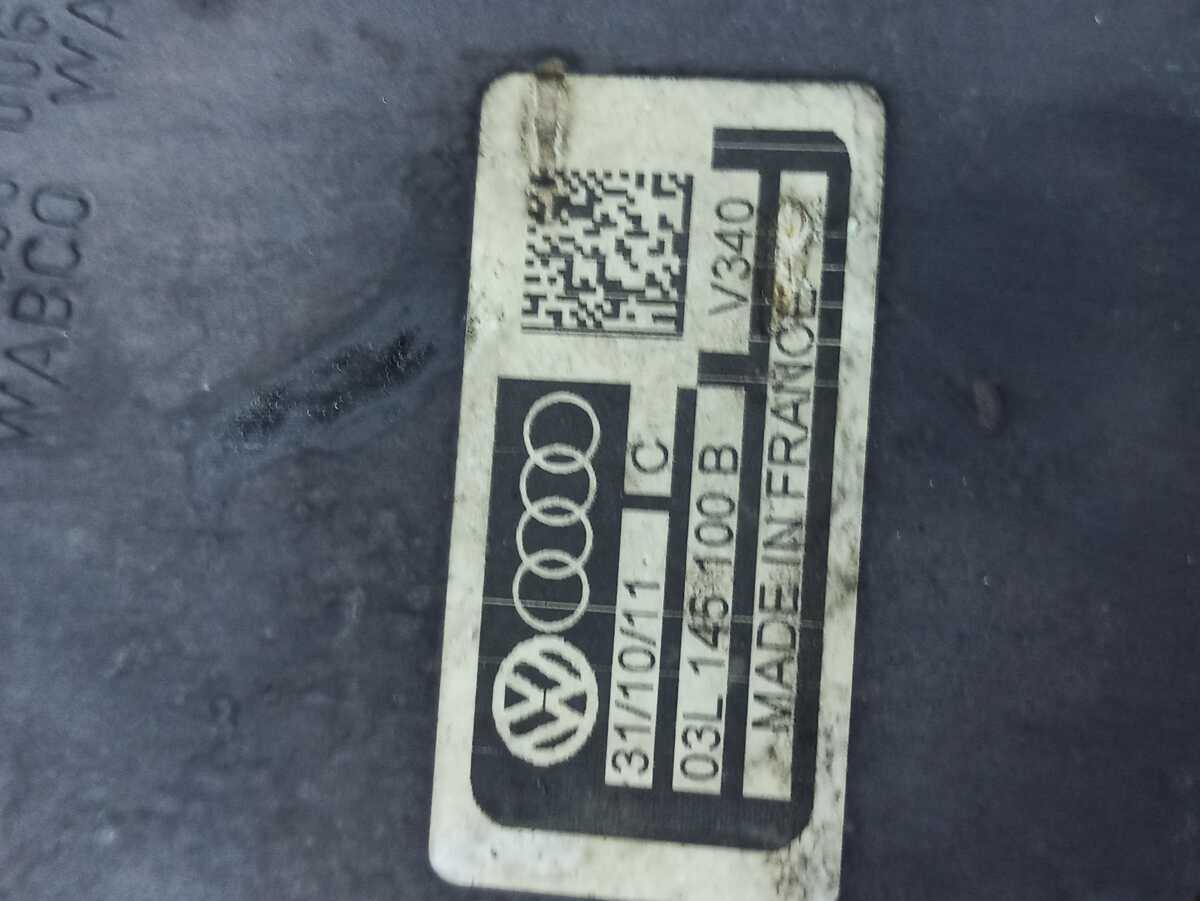 WABCO
31/10/11 C
03L 145 100 B V340
MADE IN FRANCE